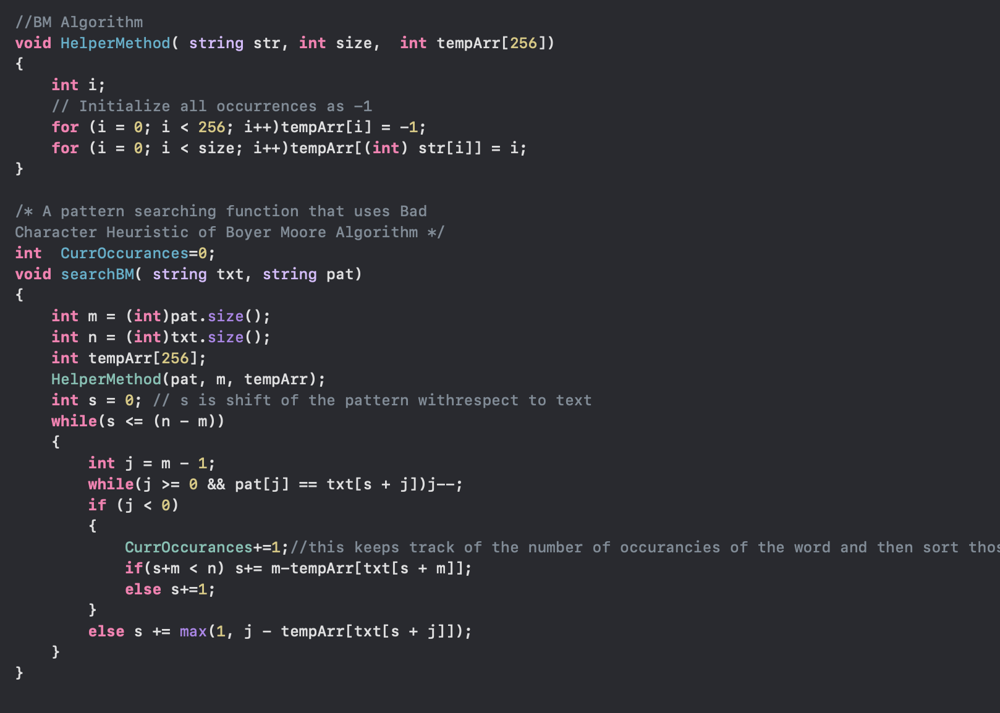 //BM Algorithm
void HelperMethod( string str, int size,  int tempArr[256])
{
    int i;
    // Initialize all occurrences as -1
    for (i = 0; i < 256; i++)tempArr[i] = -1;
    for (i = 0; i < size; i++)tempArr[(int) str[i]] = i;
}

/* A pattern searching function that uses Bad
Character Heuristic of Boyer Moore Algorithm */
int  CurrOccurances=0;
void searchBM( string txt, string pat)
{
    int m = (int)pat.size();
    int n = (int)txt.size();
    int tempArr[256];
    HelperMethod(pat, m, tempArr);
    int s = 0; // s is shift of the pattern withrespect to text
    while(s <= (n - m))
    {
        int j = m - 1;
        while(j >= 0 && pat[j] == txt[s + j])j--;
        if (j < 0)
        {
            CurrOccurances+=1;//this keeps track of the number of occurancies of the word and then sort
            if(s+m < n) s+= m-tempArr[txt[s + m]];
            else s+=1;
        }
        else s += max(1, j - tempArr[txt[s + j]]);
    }
}